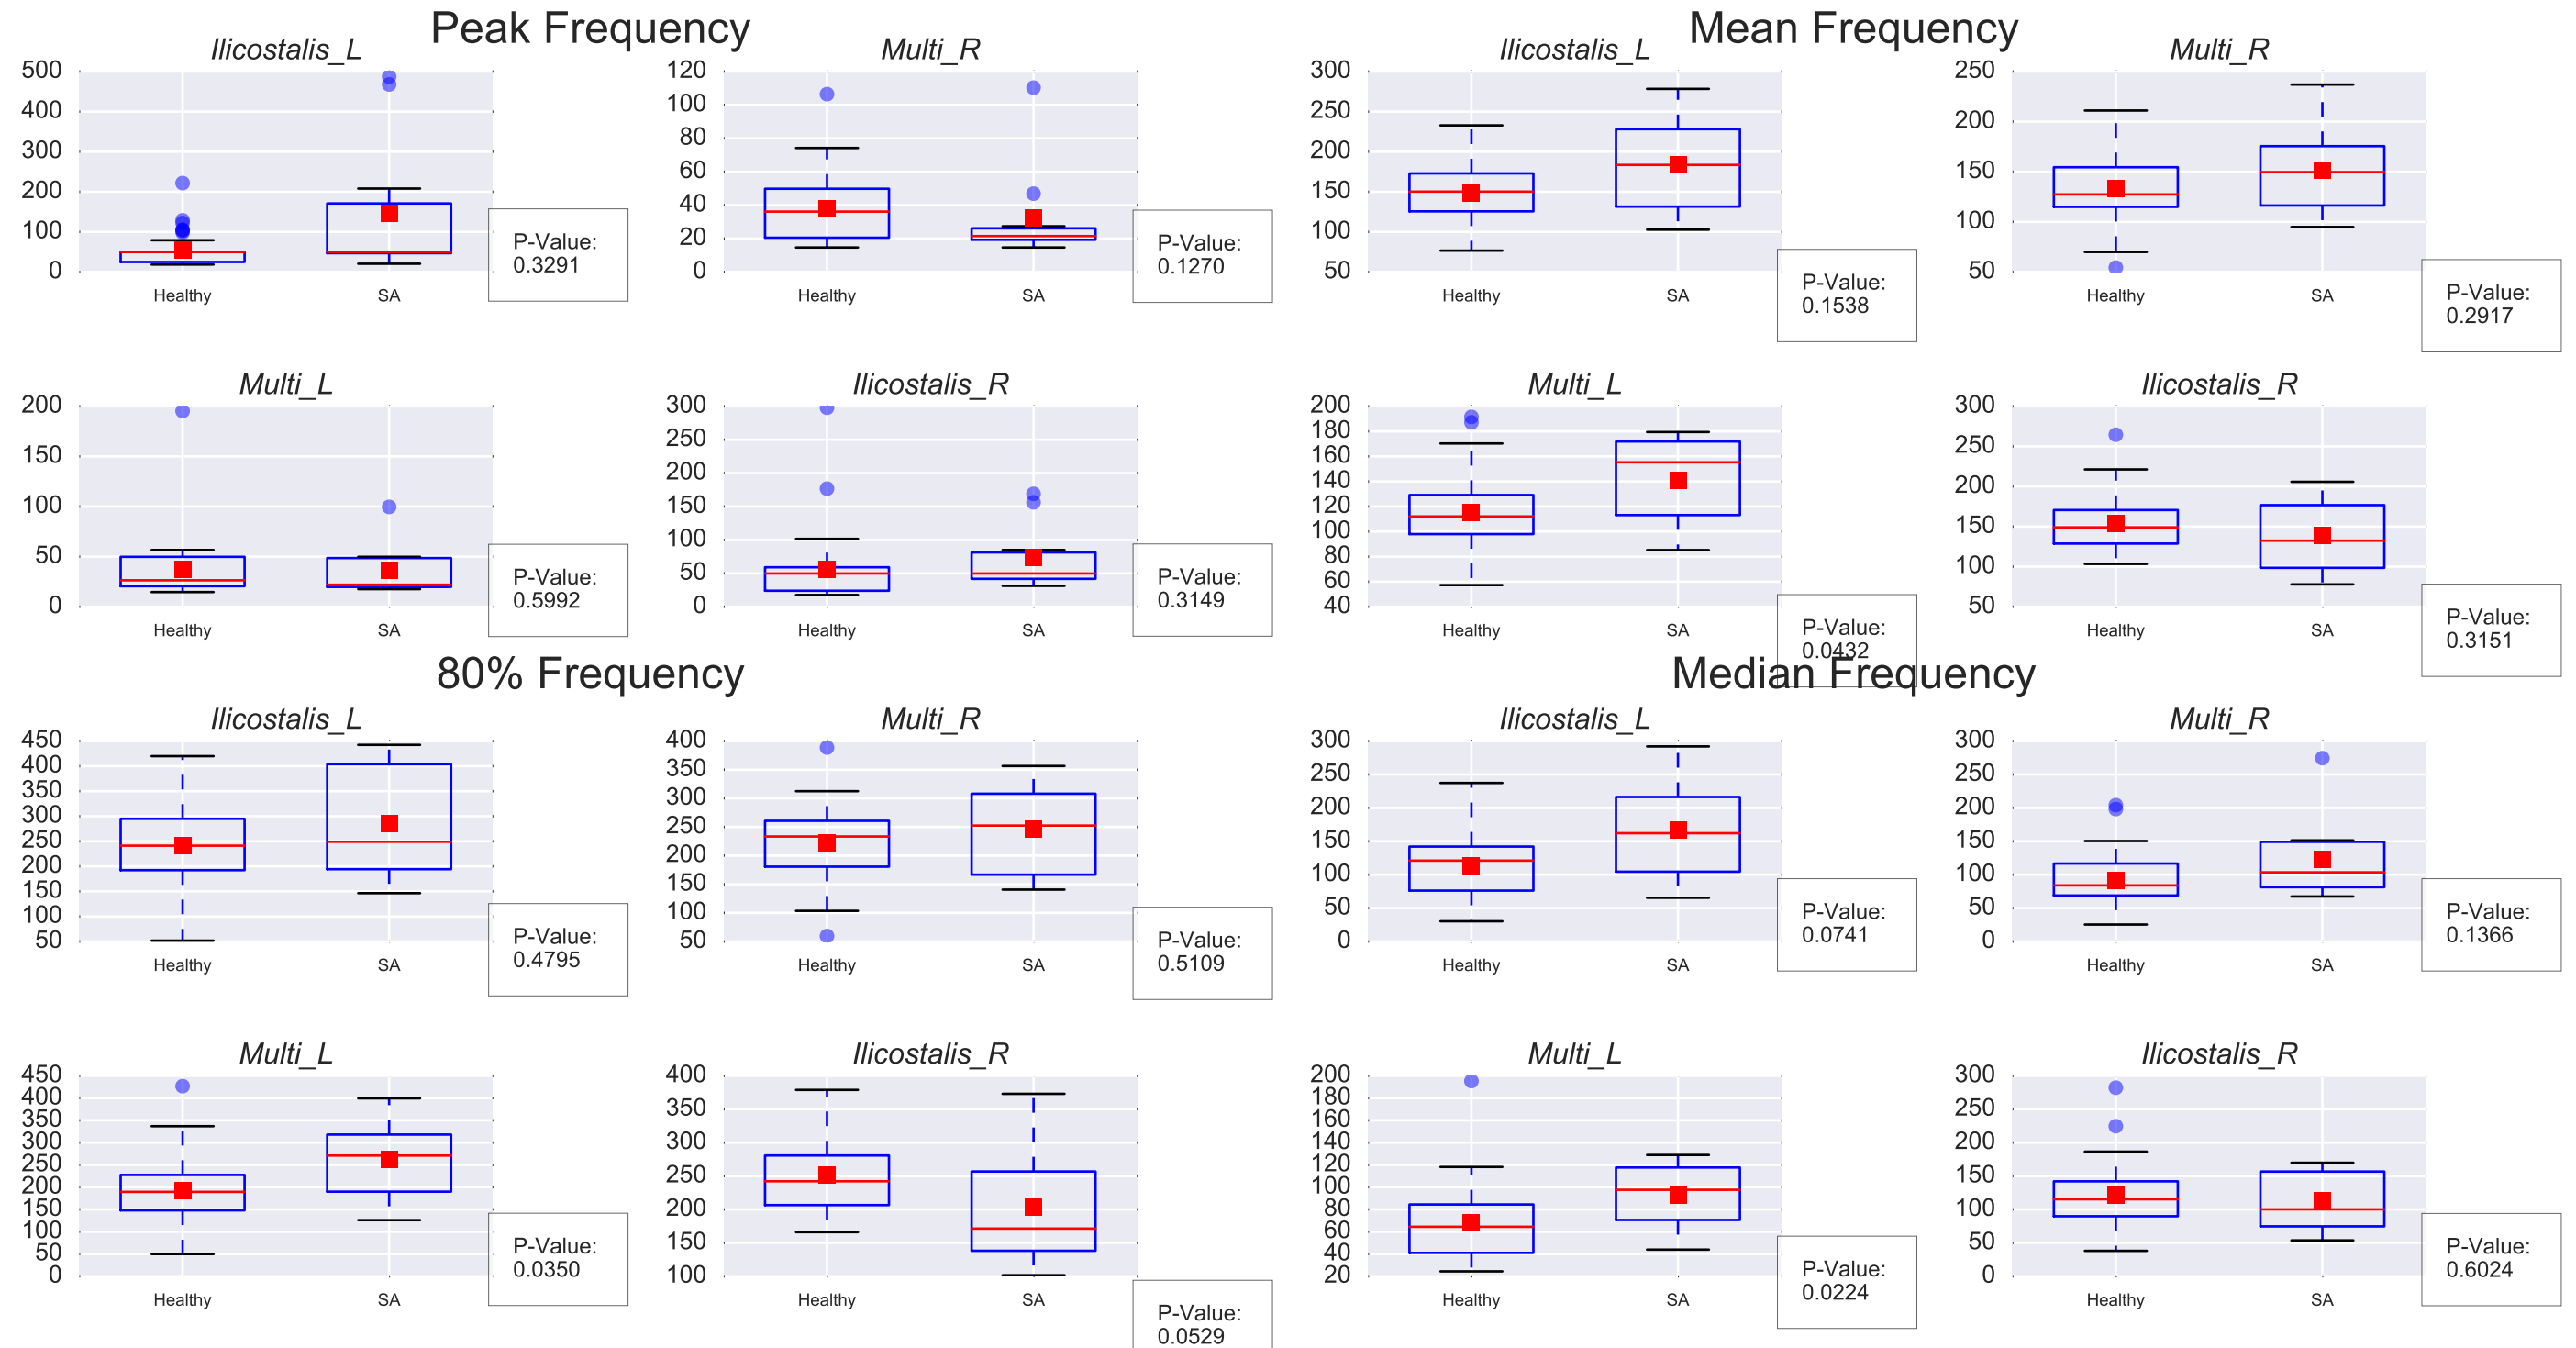 Peak Frequency
Mean Frequency
Ilicostalis_L
Multi_R
Ilicostalis_L
Multi_R
500
400
300
200
100
0
Healthy
SA
P-Value:
0.3291
120
100
80
60
40
20
0
Healthy
SA
P-Value:
0.1270
300
250
200
150
100
50
Healthy
SA
P-Value:
0.1538
250
200
150
100
50
Healthy
SA
P-Value:
0.2917
Multi_L
Ilicostalis_R
Multi_L
Ilicostalis_R
200
150
100
50
0
Healthy
SA
P-Value:
0.5992
300
250
200
150
100
50
0
Healthy
SA
P-Value:
0.3149
200
180
160
140
120
100
80
60
40
Healthy
SA
P-Value:
0.0432
300
250
200
150
100
50
Healthy
SA
P-Value:
0.3151
80% Frequency
Median Frequency
Ilicostalis_L
Multi_R
Ilicostalis_L
Multi_R
450
400
350
300
250
200
150
100
50
Healthy
SA
P-Value:
0.4795
400
350
300
250
200
150
100
50
Healthy
SA
P-Value:
0.5109
300
250
200
150
100
50
0
Healthy
SA
P-Value:
0.0741
300
250
200
150
100
50
0
Healthy
SA
P-Value:
0.1366
Multi_L
Ilicostalis_R
Multi_L
Ilicostalis_R
450
400
350
300
250
200
150
100
50
0
Healthy
SA
P-Value:
0.0350
400
350
300
250
200
150
100
Healthy
SA
P-Value:
0.0529
200
180
160
140
120
100
80
60
40
20
Healthy
SA
P-Value:
0.0224
300
250
200
150
100
50
0
Healthy
SA
P-Value:
0.6024